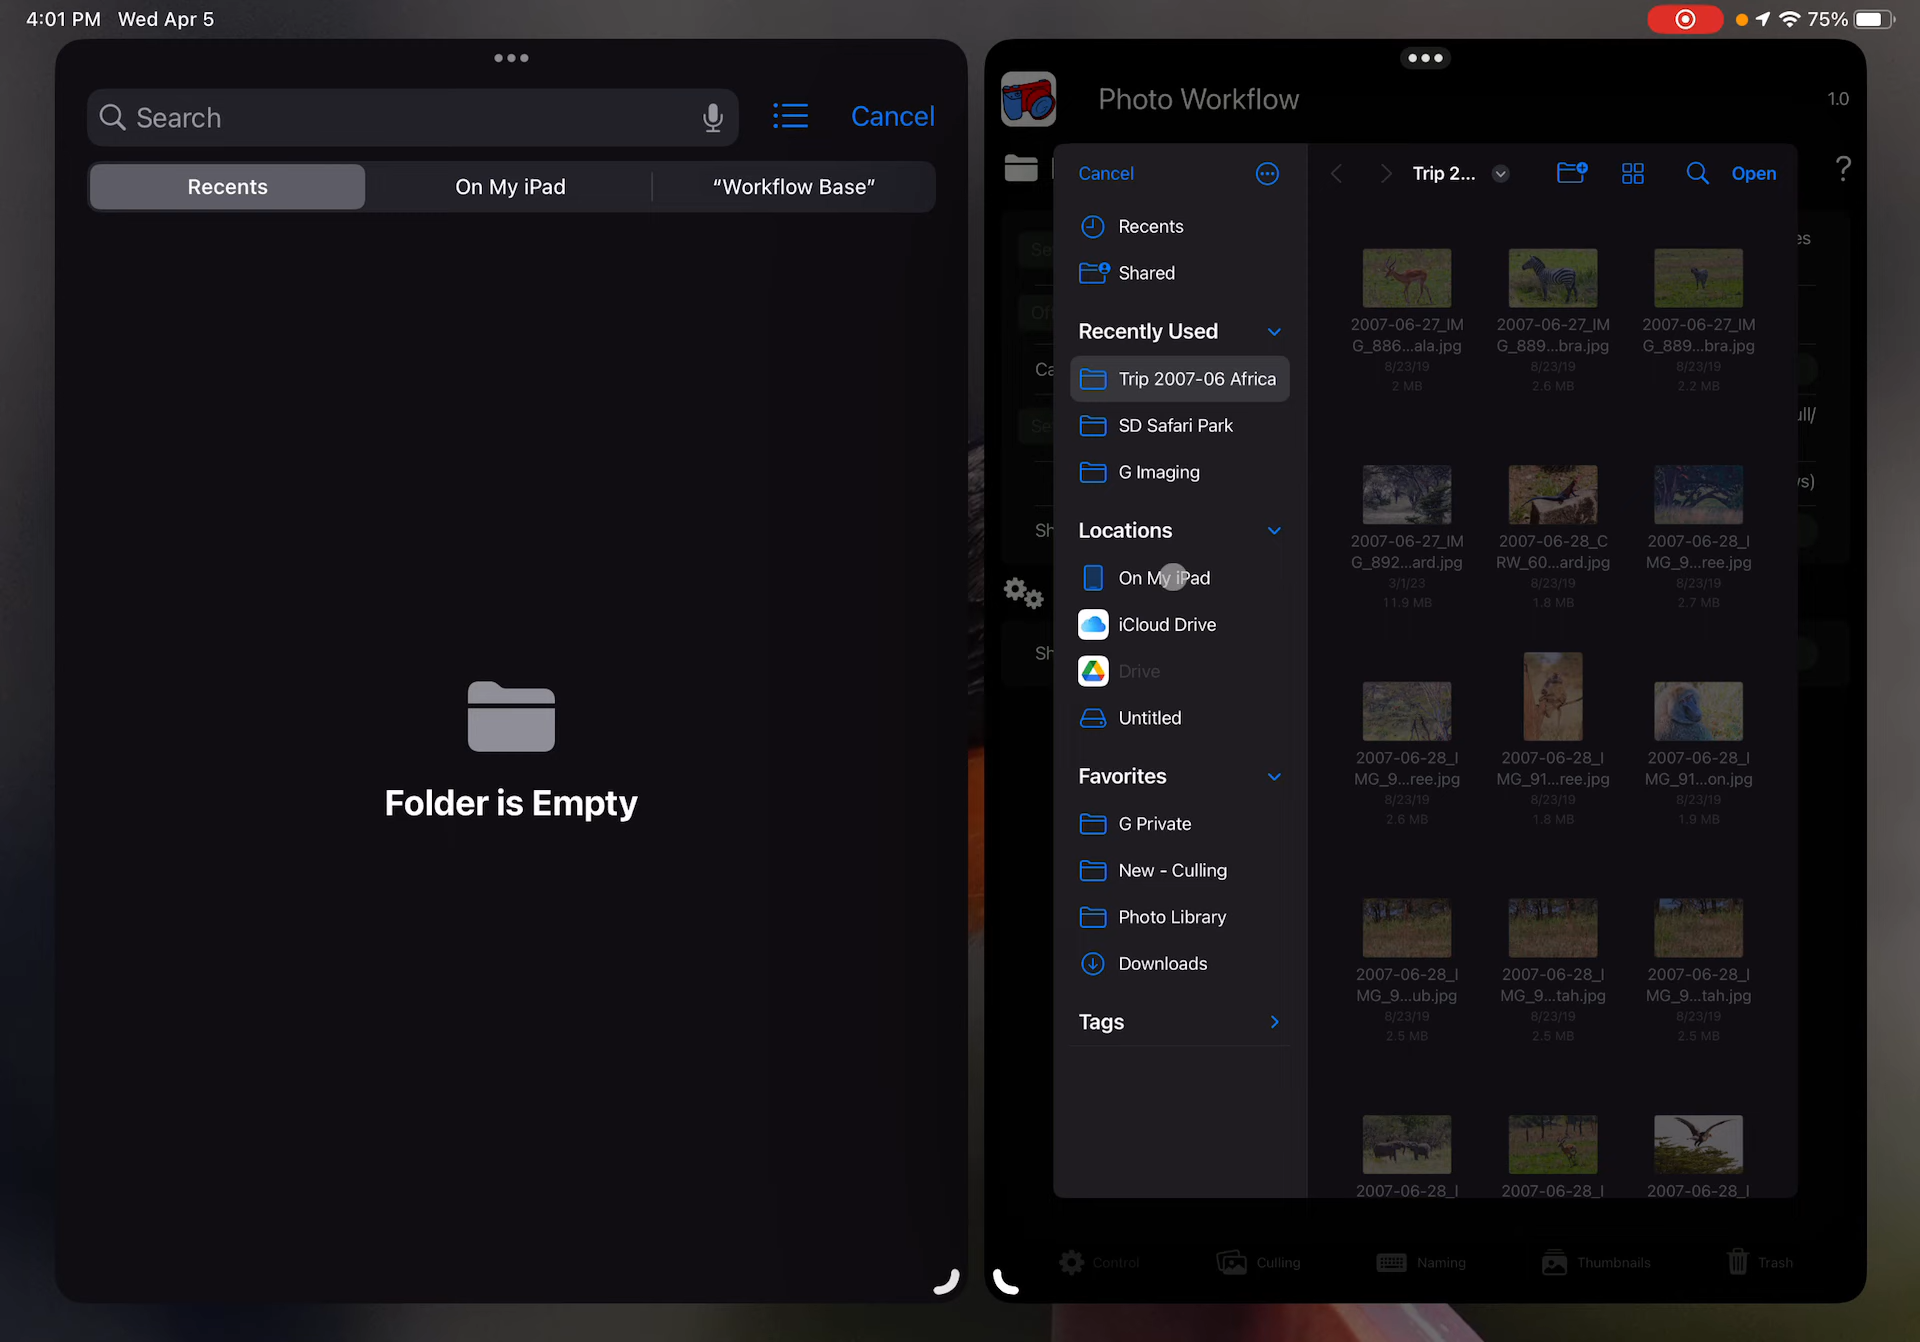 4:01 PM Wed Apr 5
75%
Search
Cancel
Recents
On My iPad
“Workflow Base”
Folder is Empty
Photo Workflow
1.0
?
Cancel
Recents
Shared
Recently Used
Trip 2007-06 Africa
SD Safari Park
G Imaging
Locations
On My iPad
iCloud Drive
Drive
Untitled
Favorites
G Private
New - Culling
Photo Library
Downloads
Tags
Trip 2...
Open
2007-06-27_IM
G_886...ala.jpg
8/23/19
2 MB
2007-06-27_IM
G_889...bra.jpg
8/23/19
2.6 MB
2007-06-27_IM
G_889...bra.jpg
8/23/19
2.2 MB
2007-06-27_IM
G_892...ard.jpg
3/1/23
11.9 MB
2007-06-28_C
RW_60...ard.jpg
8/23/19
1.8 MB
2007-06-28_I
MG_9...ree.jpg
8/23/19
2.7 MB
2007-06-28_I
MG_9...ree.jpg
8/23/19
2.6 MB
2007-06-28_I
MG_91...ree.jpg
8/23/19
1.8 MB
2007-06-28_I
MG_91...on.jpg
8/23/19
1.9 MB
2007-06-28_I
MG_9...ub.jpg
8/23/19
2.5 MB
2007-06-28_I
MG_9...tah.jpg
8/23/19
2.5 MB
2007-06-28_I
MG_9...tah.jpg
8/23/19
2.5 MB
2007-06-28_I
2007-06-28_I
2007-06-28_I
Control
Culling
Naming
Thumbnails
Trash